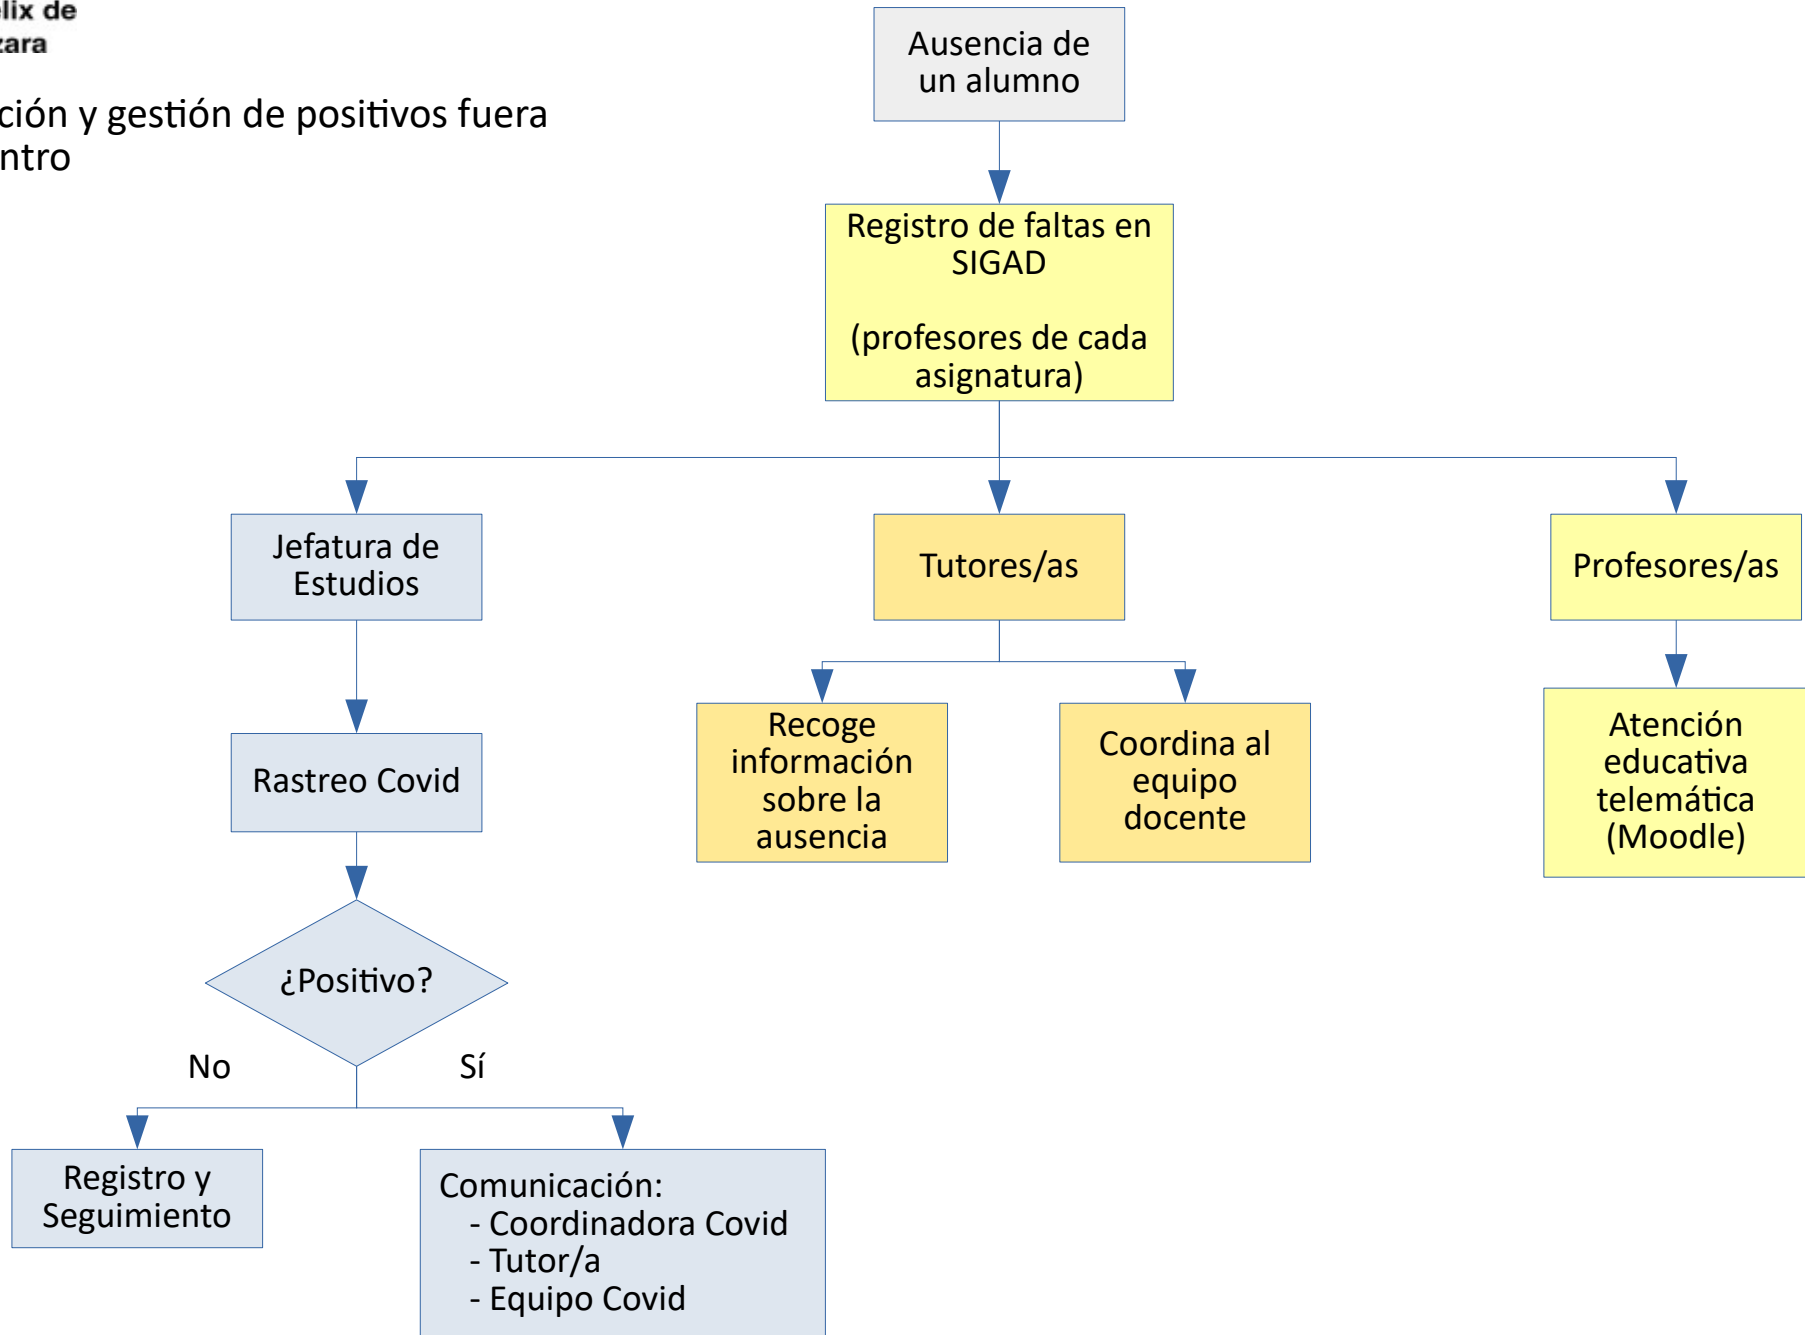 elix de
zara
ción y gestión de positivos fuera
entro
Ausencia de
un alumno
Registro de faltas en
SIGAD
(profesores de cada
asignatura)
Jefatura de
Estudios
Tutores/as
Profesores/as
Rastreo Covid
Recoge
información
sobre la
ausencia
Coordina al
equipo
docente
Atención
educativa
telemática
(Moodle)
¿Positivo?
No
Sí
Registro y
Seguimiento
Comunicación:
- Coordinadora Covid
- Tutor/a
- Equipo Covid